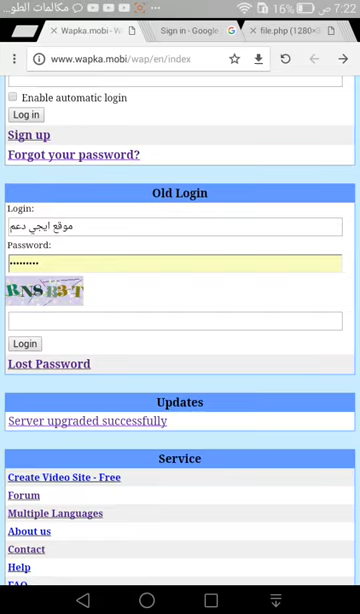 مكالمات الطو...
16%
7:22 ص
Wapka.mobi - W
Sign in - Google
file.php (1280×
www.wapka.mobi/wap/en/index
Enable automatic login
Log in
Sign up
Forgot your password?
Old Login
Login:
موقع ايجي دعم
Password:
•••••••••
Login
Lost Password
Updates
Server upgraded successfully
Service
Create Video Site - Free
Forum
Multiple Languages
About us
Contact
Help
FAQ